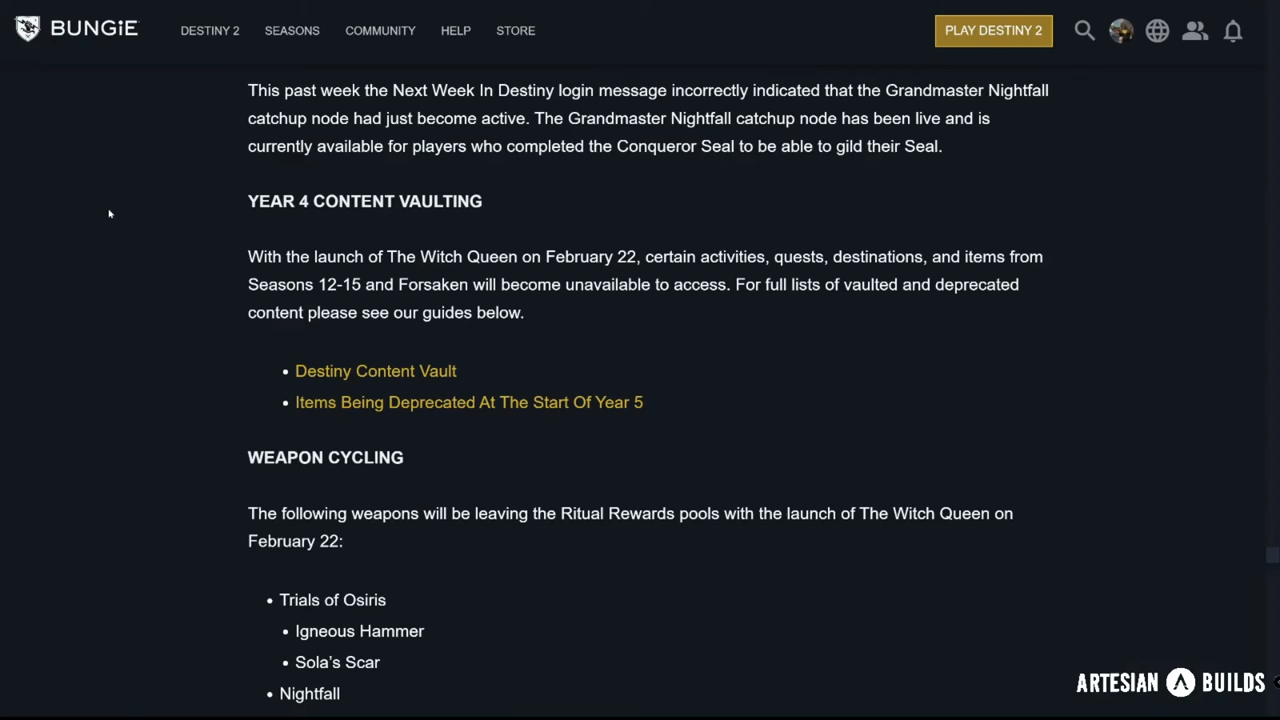 BUNGiE DESTINY 2 SEASONS COMMUNITY HELP STORE PLAY DESTINY 2
This past week the Next Week In Destiny login message incorrectly indicated that the Grandmaster Nightfall
catchup node had just become active. The Grandmaster Nightfall catchup node has been live and is
currently available for players who completed the Conqueror Seal to be able to gild their Seal.
YEAR 4 CONTENT VAULTING
With the launch of The Witch Queen on February 22, certain activities, quests, destinations, and items from
Seasons 12-15 and Forsaken will become unavailable to access. For full lists of vaulted and deprecated
content please see our guides below.
• Destiny Content Vault
• Items Being Deprecated At The Start Of Year 5
WEAPON CYCLING
The following weapons will be leaving the Ritual Rewards pools with the launch of The Witch Queen on
February 22:
• Trials of Osiris
• Igneous Hammer
• Sola's Scar
• Nightfall
ARTESIAN BUILDS